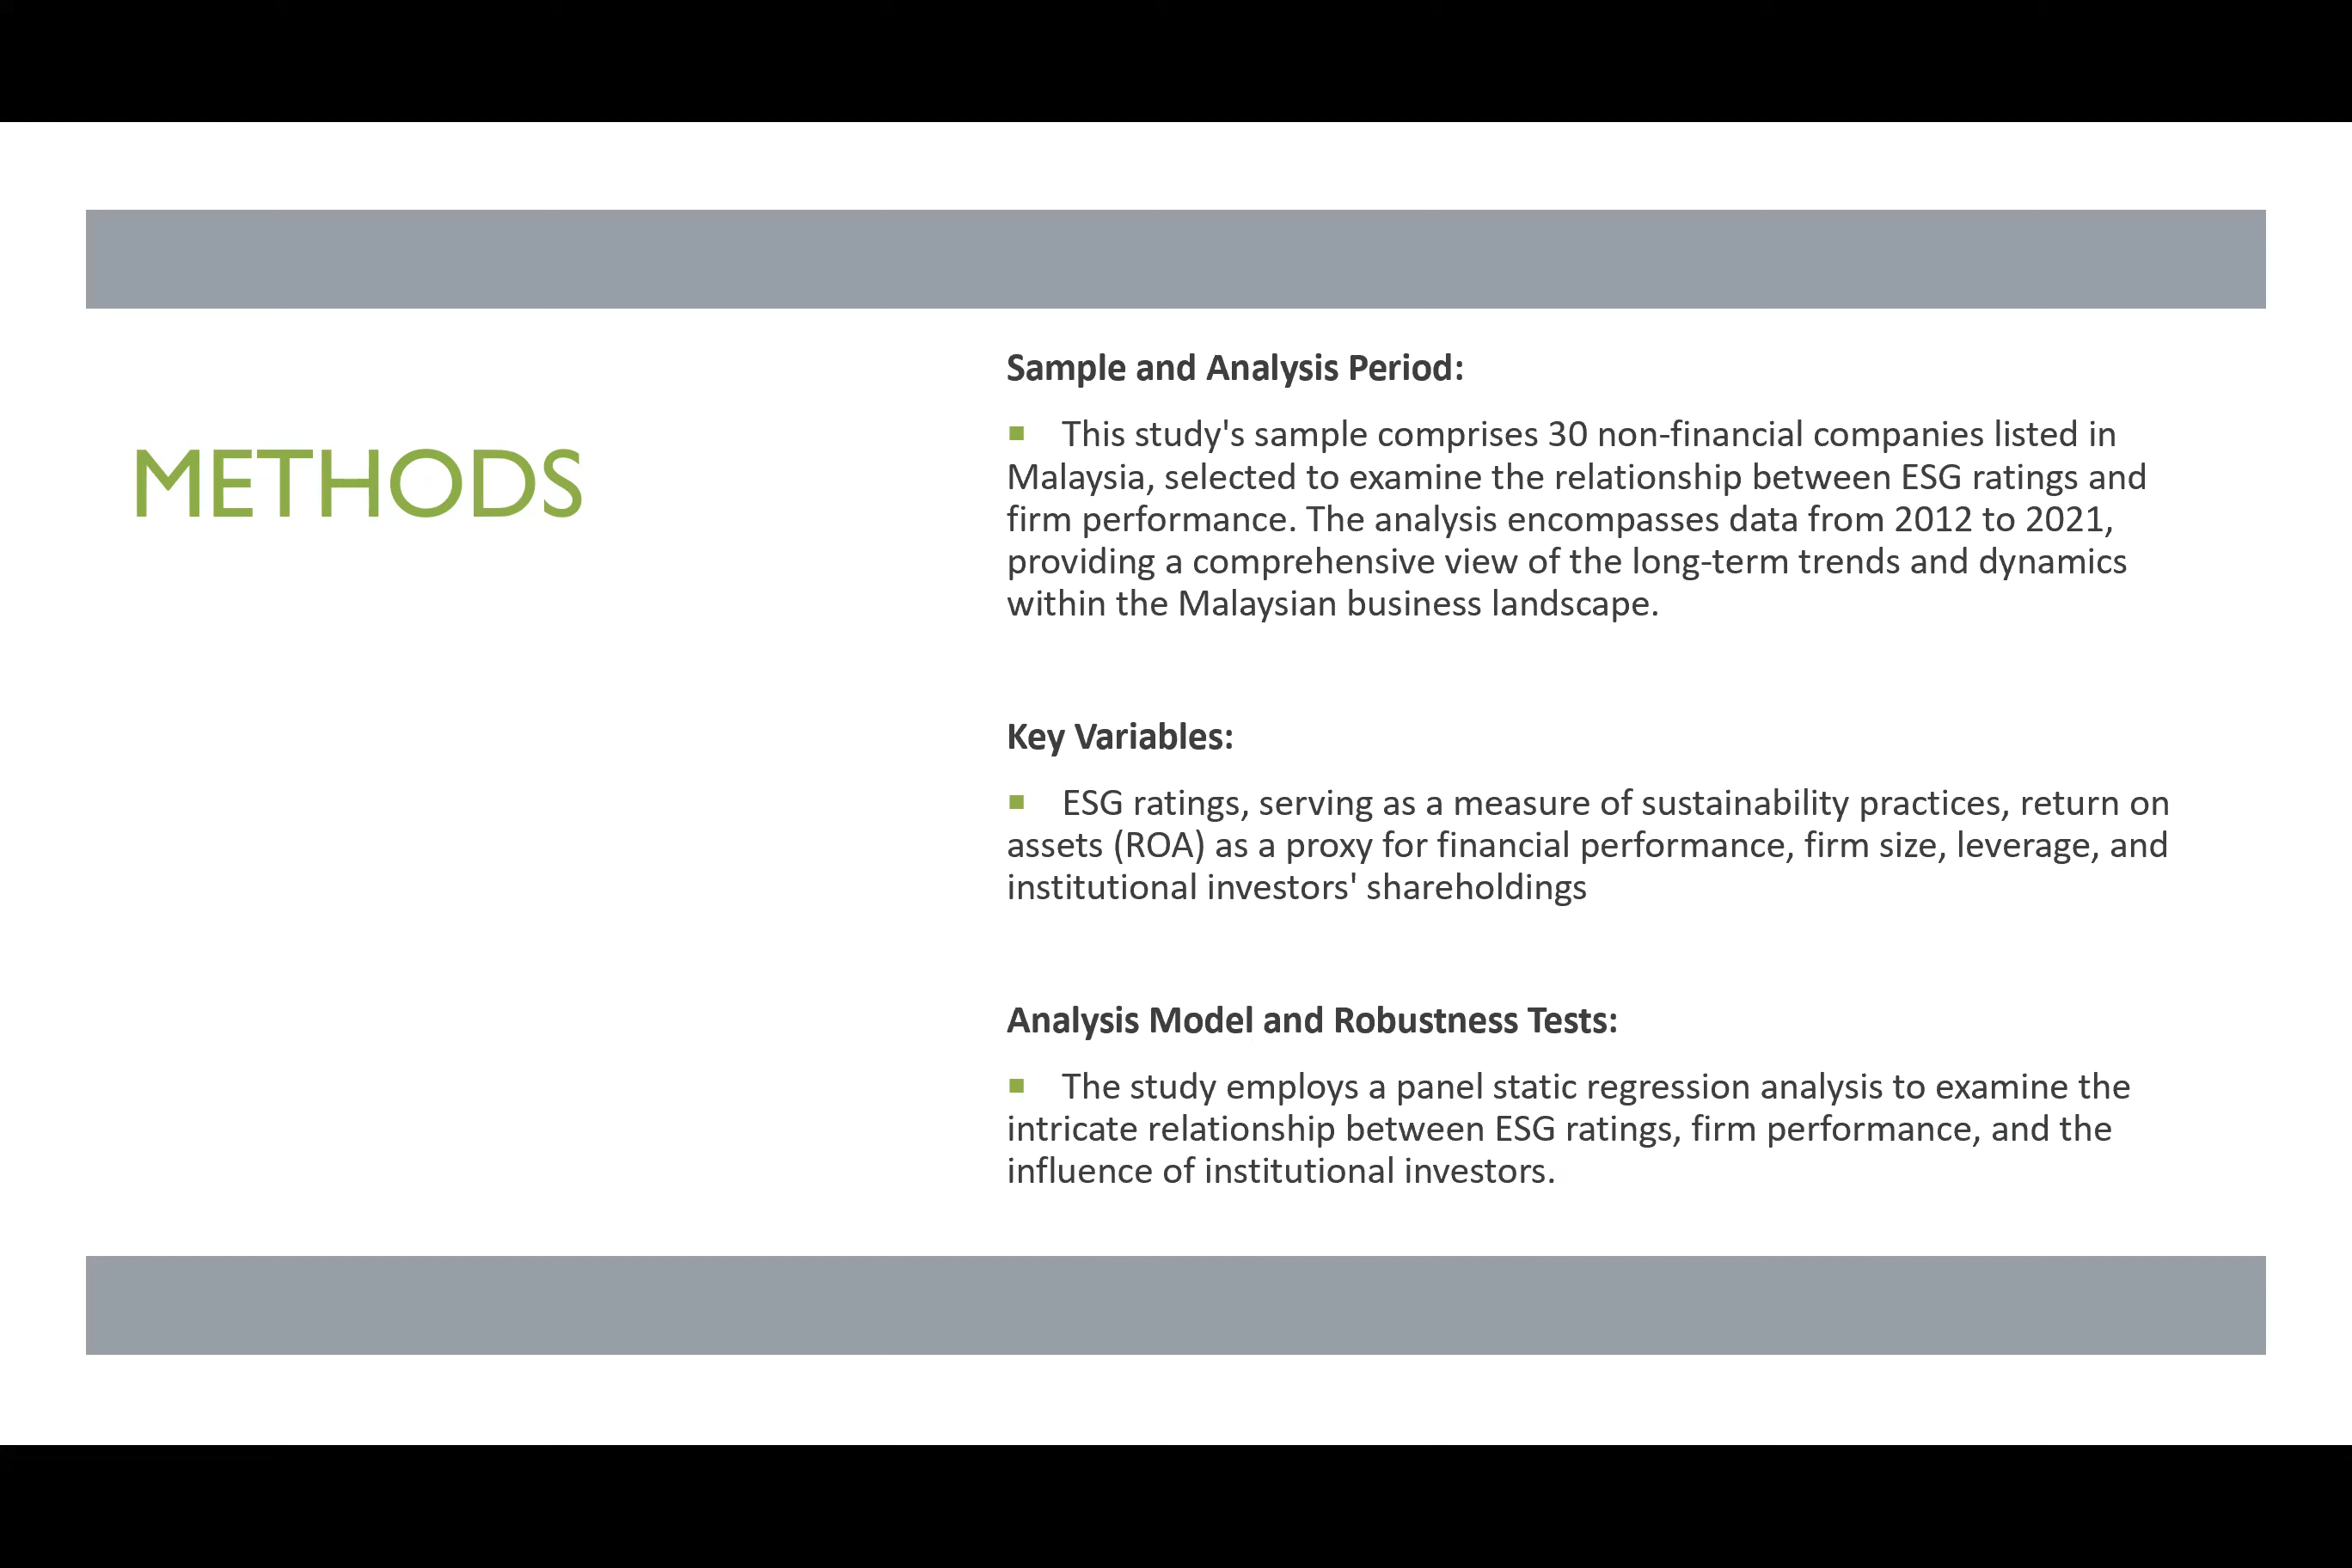 METHODS
Sample and Analysis Period:
This study's sample comprises 30 non-financial companies listed in
Malaysia, selected to examine the relationship between ESG ratings and
firm performance. The analysis encompasses data from 2012 to 2021,
providing a comprehensive view of the long-term trends and dynamics
within the Malaysian business landscape.
Key Variables:
ESG ratings, serving as a measure of sustainability practices, return on
assets (ROA) as a proxy for financial performance, firm size, leverage, and
institutional investors' shareholdings
Analysis Model and Robustness Tests:
The study employs a panel static regression analysis to examine the
intricate relationship between ESG ratings, firm performance, and the
influence of institutional investors.